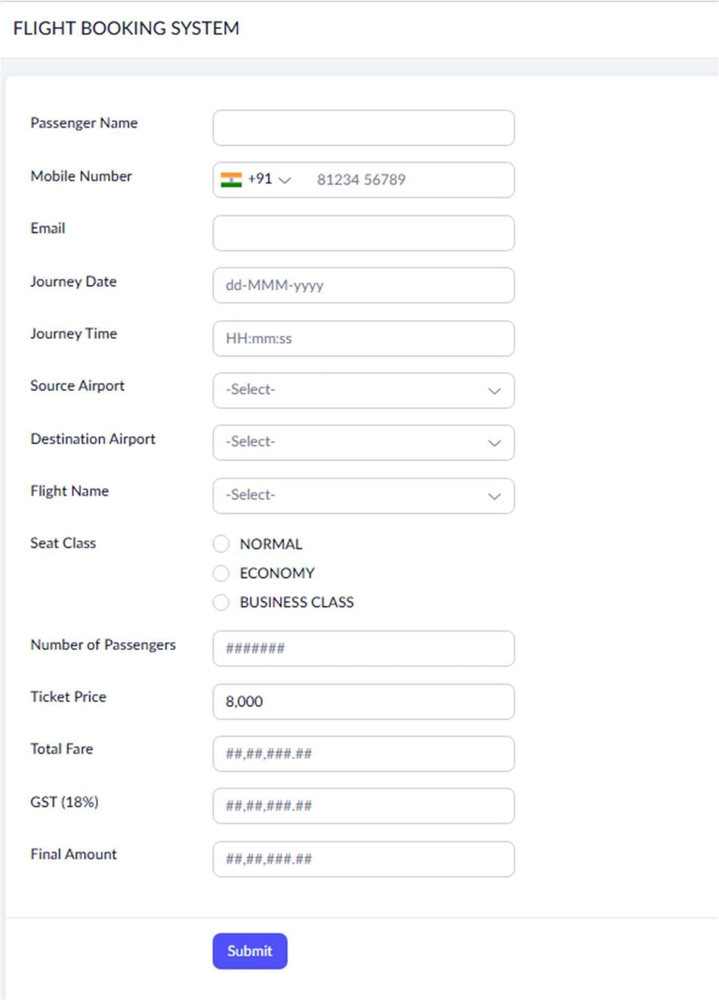 FLIGHT BOOKING SYSTEM
Passenger Name
Mobile Number +91 81234 56789
Email
Journey Date dd-MMM-yyyy
Journey Time HH:mm:ss
Source Airport -Select-
Destination Airport -Select-
Flight Name -Select-
Seat Class NORMAL
ECONOMY
BUSINESS CLASS
Number of Passengers #######
Ticket Price 8,000
Total Fare ##,##,###.##
GST (18%) ##,##,###.##
Final Amount ##,##,###.##
Submit